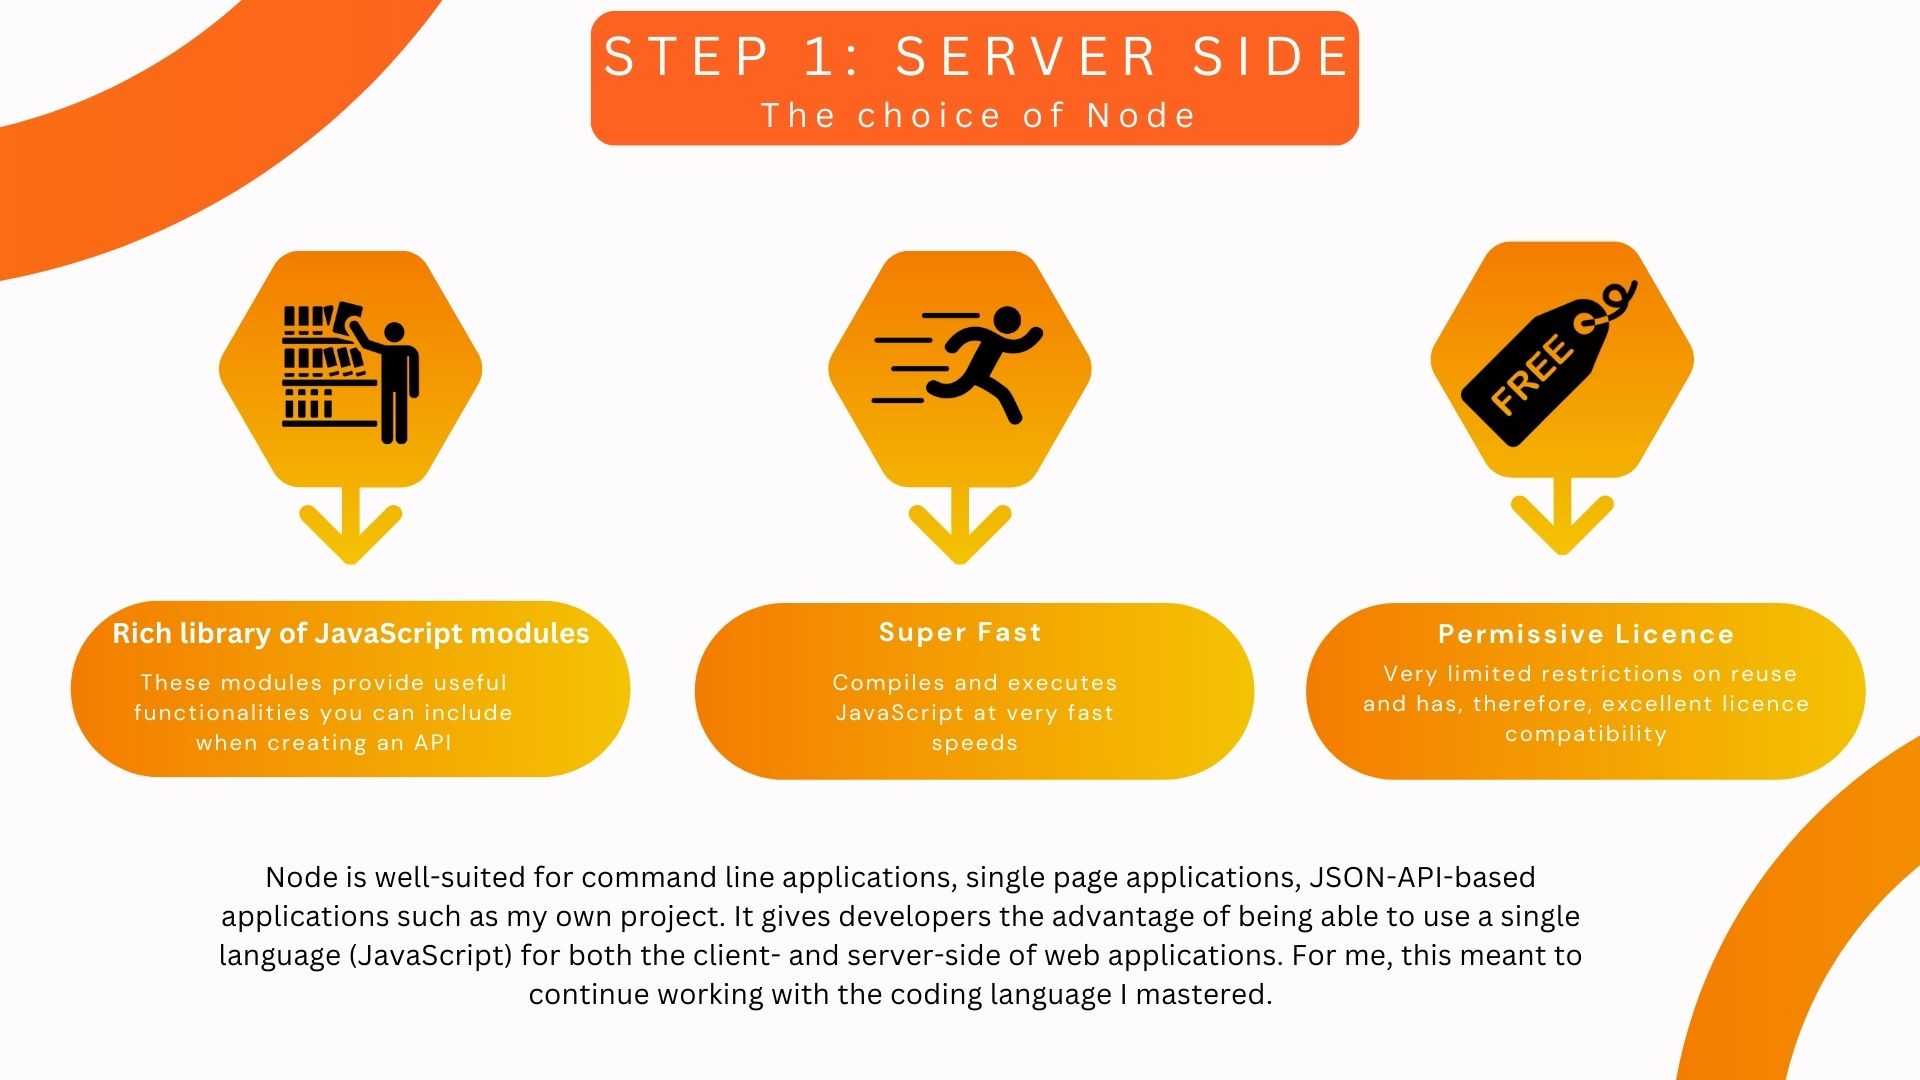 STEP 1: SERVER SIDE
The choice of Node
FREE
Rich library of JavaScript modules
These modules provide useful
functionalities you can include
when creating an API
Super Fast
Compiles and executes
JavaScript at very fast
speeds
Permissive Licence
Very limited restrictions on reuse
and has, therefore, excellent licence
compatibility
Node is well-suited for command line applications, single page applications, JSON-API-based
applications such as my own project. It gives developers the advantage of being able to use a single
language (JavaScript) for both the client- and server-side of web applications. For me, this meant to
continue working with the coding language I mastered.